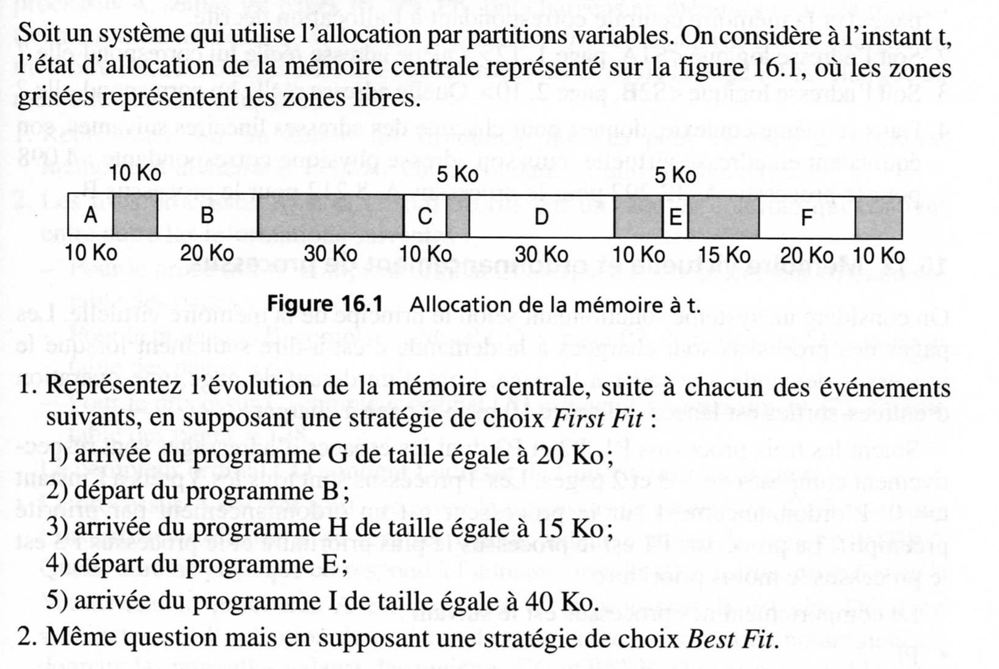 Soit un système qui utilise l'allocation par partitions variables. On considère à l'instant t,
l'état d'allocation de la mémoire centrale représenté sur la figure 16.1, où les zones
grisées représentent les zones libres.
10 Ko 5 Ko 5 Ko
A B C D E F
10 Ko 20 Ko 30 Ko 10 Ko 30 Ko 10 Ko 15 Ko 20 Ko 10 Ko
Figure 16.1 Allocation de la mémoire à t.
1. Représentez l'évolution de la mémoire centrale, suite à chacun des événements
suivants, en supposant une stratégie de choix First Fit :
1) arrivée du programme G de taille égale à 20 Ko;
2) départ du programme B;
3) arrivée du programme H de taille égale à 15 Ko;
4) départ du programme E;
5) arrivée du programme I de taille égale à 40 Ko.
2. Même question mais en supposant une stratégie de choix Best Fit.